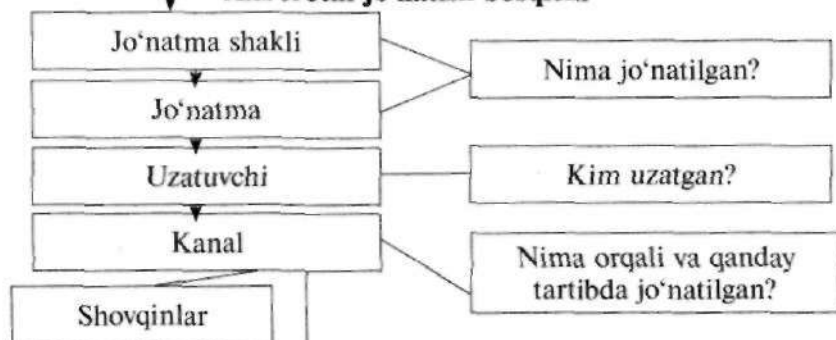 Jo‘natma shakli
Nima jo‘natilgan?
Jo‘natma
Uzatuvchi
Kim uzatgan?
Kanal
Nima orqali va qanday
tartibda jo‘natilgan?
Shovqinlar